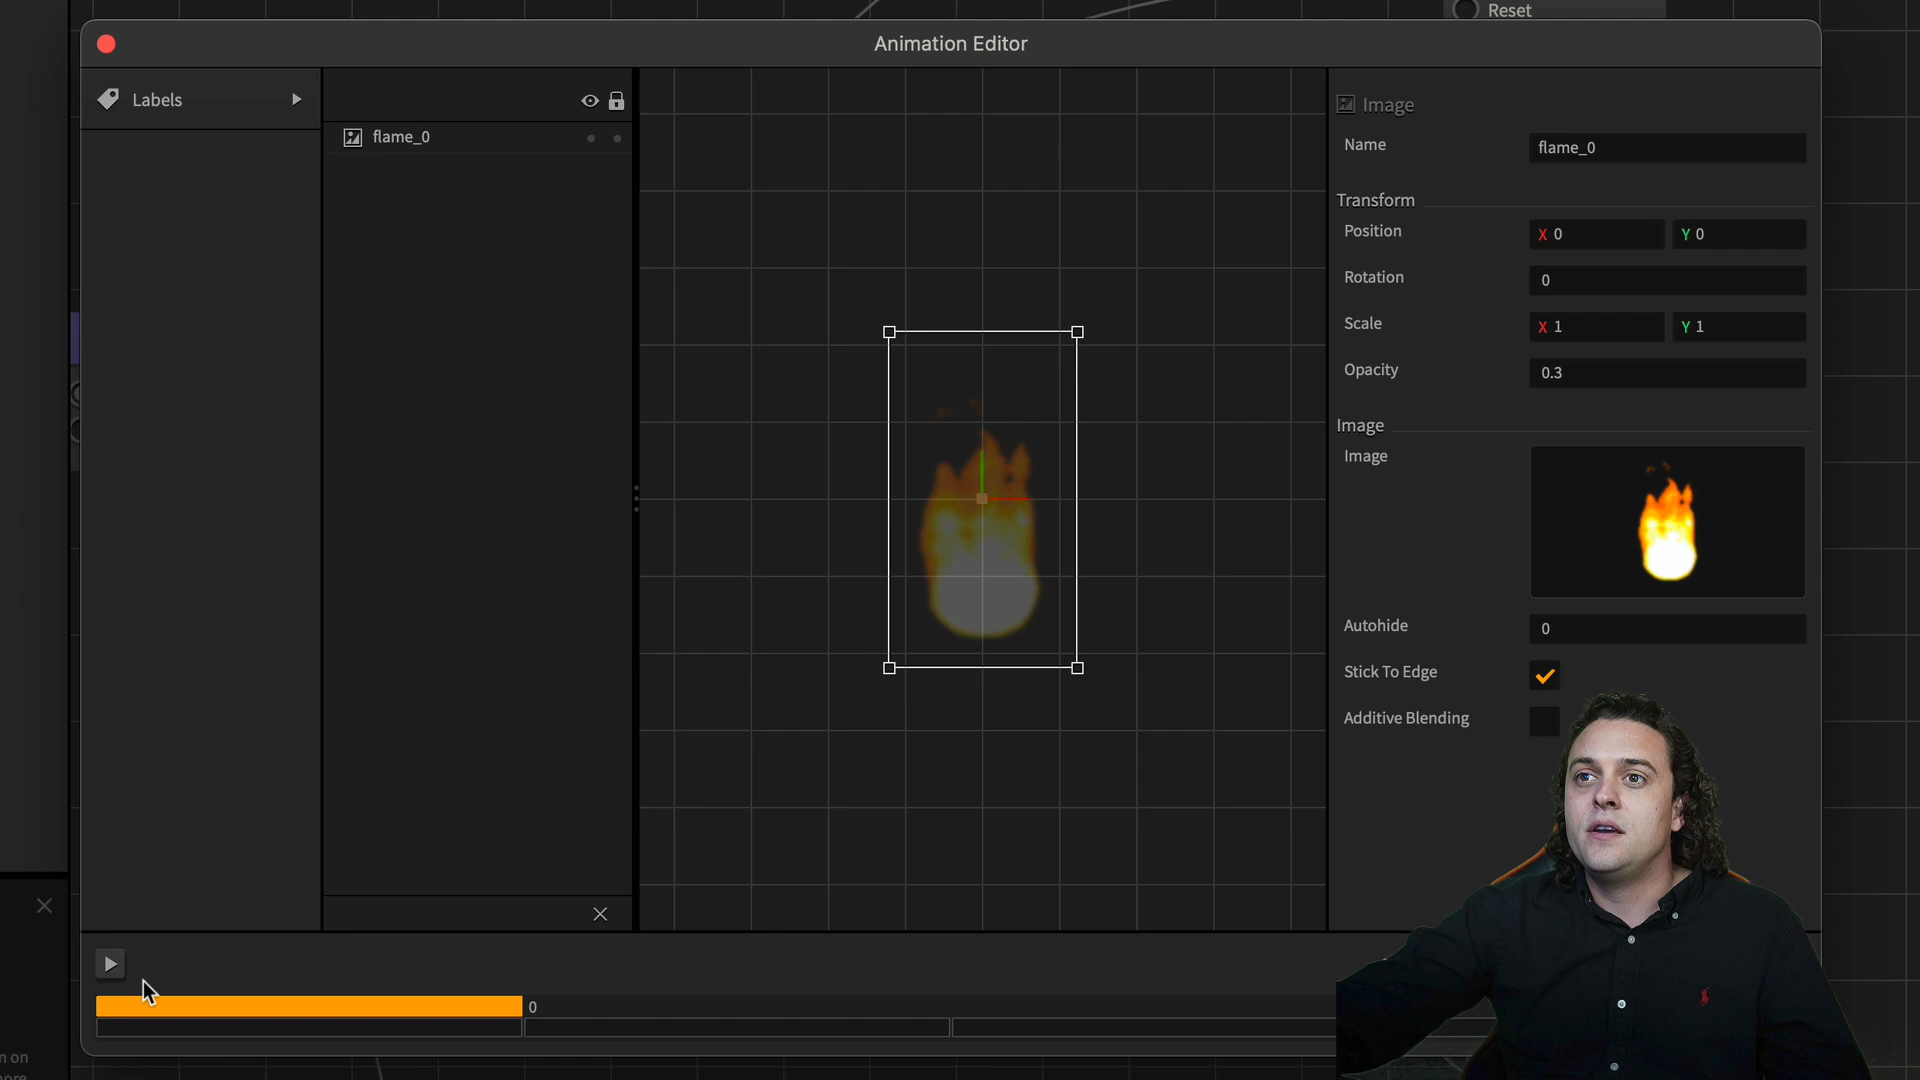 Reset
Animation Editor
Labels
flame_0
Image
Name
flame_0
Transform
Position
X 0
Y 0
Rotation
0
Scale
X 1
Y 1
Opacity
0.3
Image
Image
Autohide
0
Stick To Edge
Additive Blending
0
n on